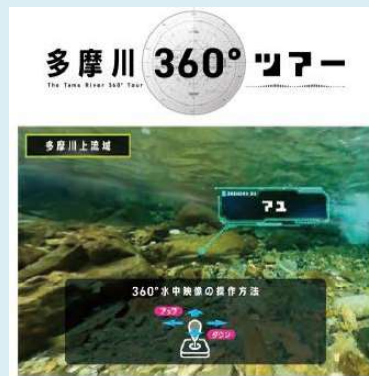 多摩川 360° ツアー
The Tama River 360° Tour
多摩川上流域
アユ
360°水中映像の操作方法
アップ
ダウン